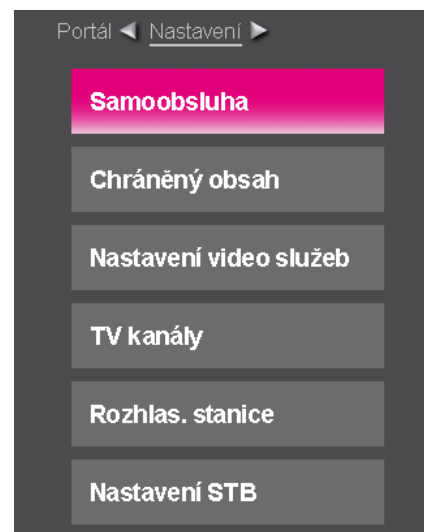 Portál Nastavení
Samoobsluha
Chráněný obsah
Nastavení video služeb
TV kanály
Rozhlas. stanice
Nastavení STB